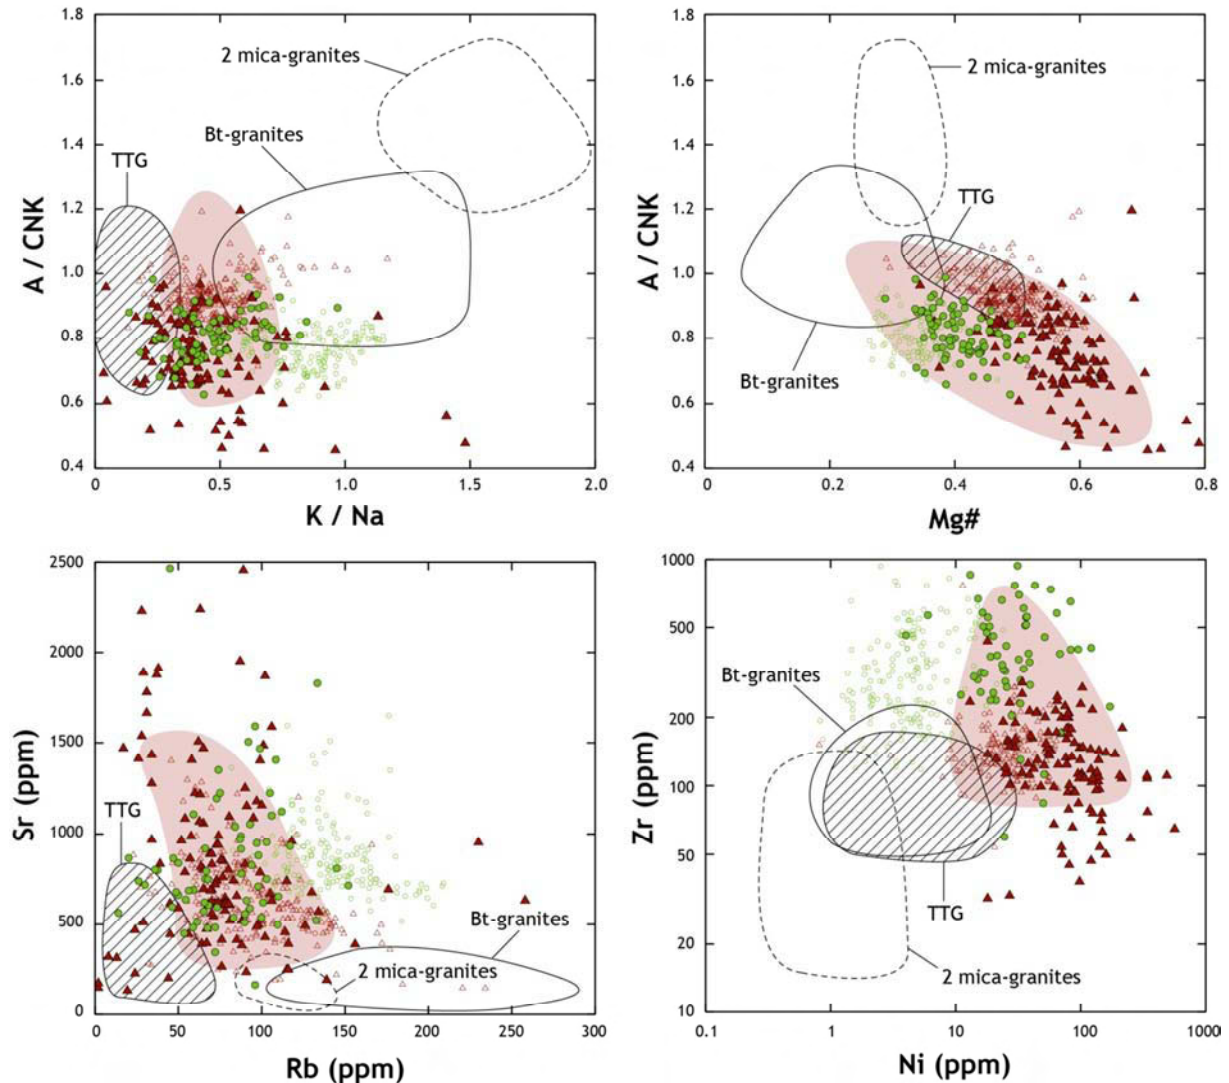 1.8
1.6
1.4
1.2
1.0
0.8
0.6
0.4
A / CNK
2 mica-granites
Bt-granites
TTG
0
0.5
1.0
1.5
2.0
K / Na
1.8
1.6
1.4
1.2
1.0
0.8
0.6
0.4
A / CNK
2 mica-granites
TTG
Bt-granites
0
0.2
0.4
0.6
0.8
Mg#
2500
2000
1500
1000
500
0
Sr (ppm)
TTG
Bt-granites
2 mica-granites
0
50
100
150
200
250
300
Rb (ppm)
1000
500
200
100
50
20
10
Zr (ppm)
Bt-granites
TTG
2 mica-granites
0.1
1
10
100
1000
Ni (ppm)